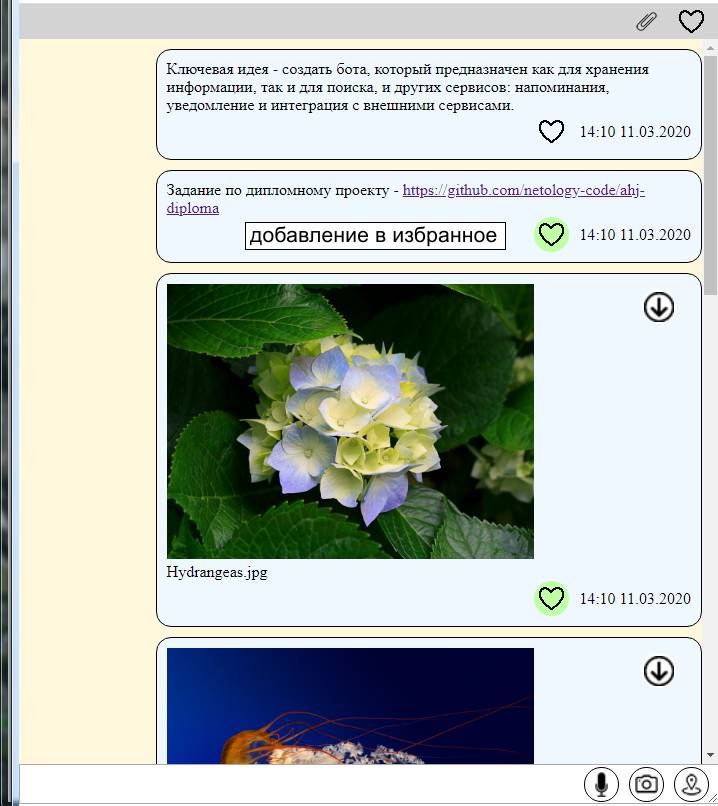 Ключевая идея - создать бота, который предназначен как для хранения
информации, так и для поиска, и других сервисов: напоминания,
уведомление и интеграция с внешними сервисами.
14:10 11.03.2020
Задание по дипломному проекту - https://github.com/netology-code/ahj-
diploma
добавление в избранное 14:10 11.03.2020
Hydrangeas.jpg
14:10 11.03.2020